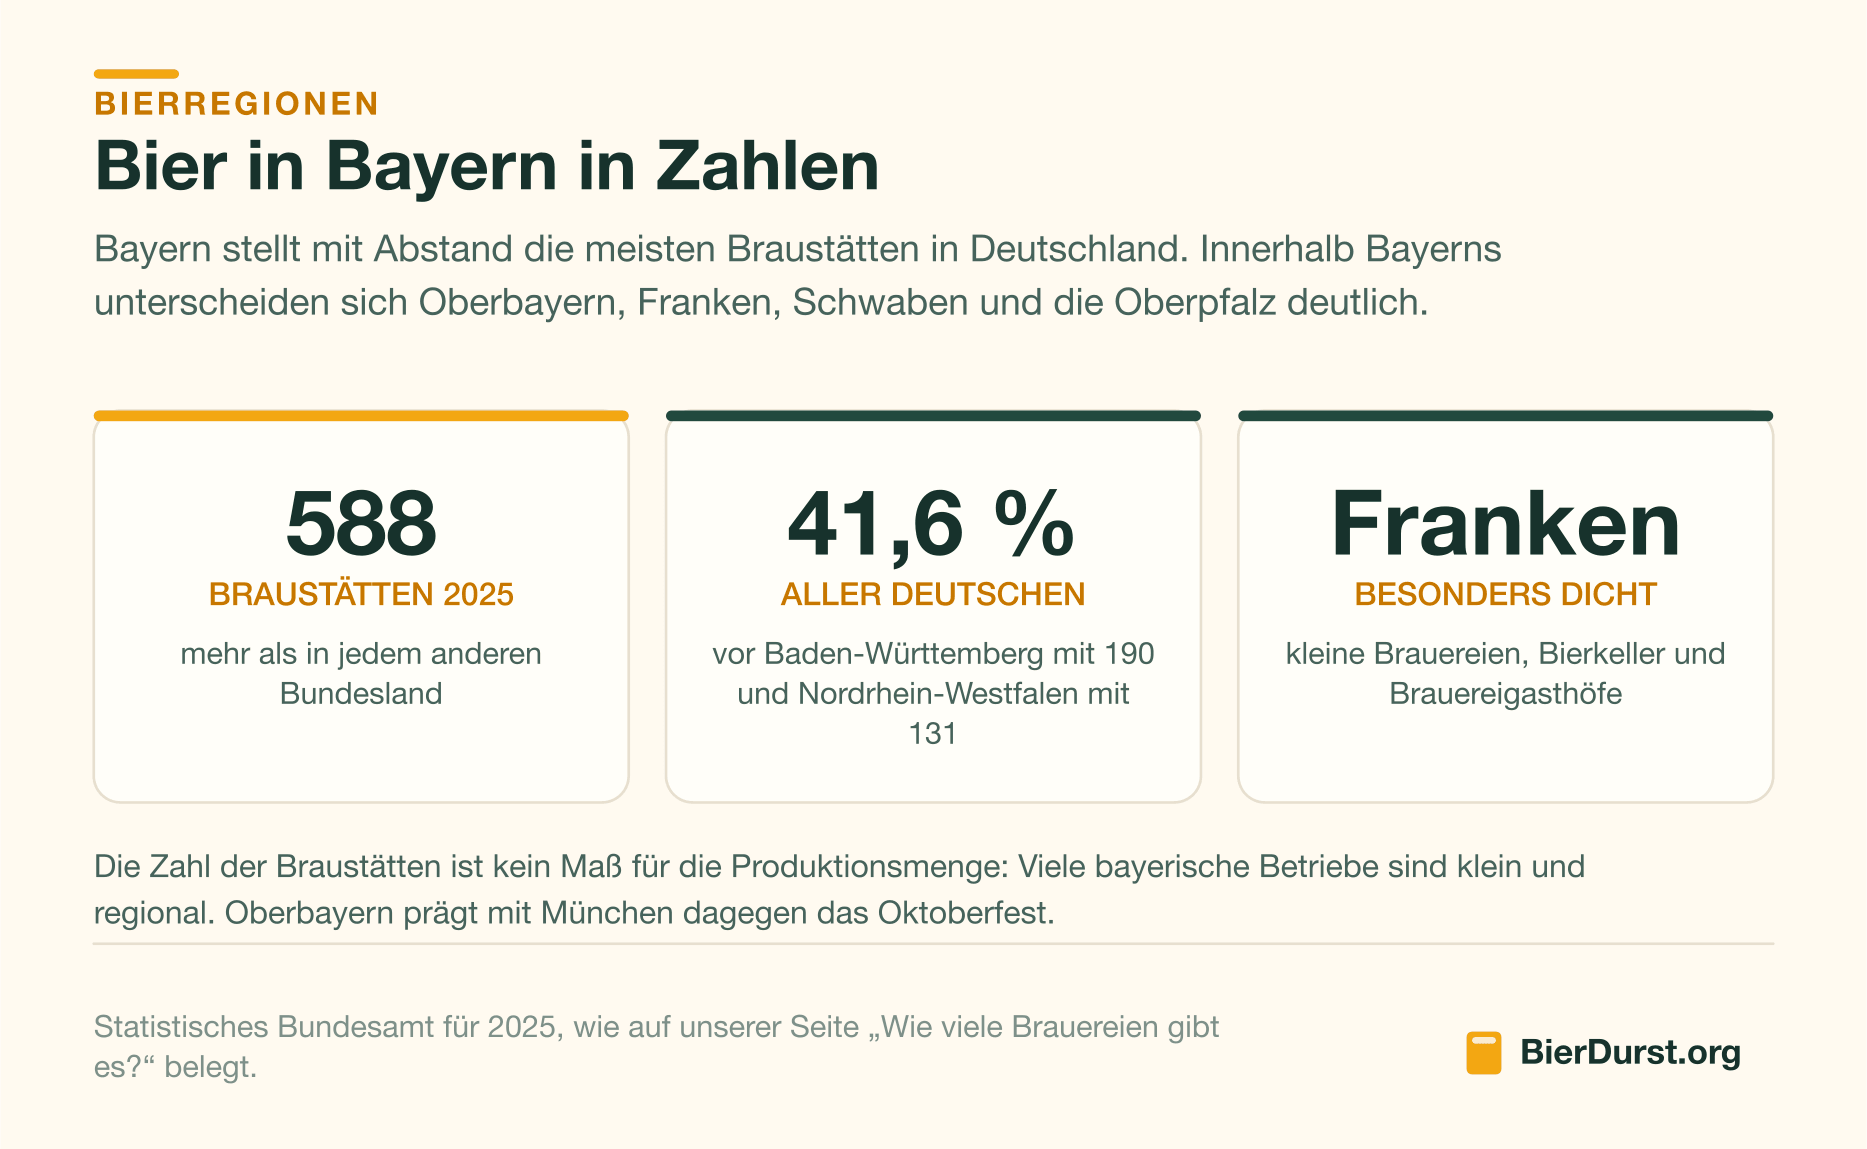 BIERREGIONEN
Bier in Bayern in Zahlen
Bayern stellt mit Abstand die meisten Braustätten in Deutschland. Innerhalb Bayerns
unterscheiden sich Oberbayern, Franken, Schwaben und die Oberpfalz deutlich.
588
BRAUSTÄTTEN 2025
mehr als in jedem anderen
Bundesland
41,6 %
ALLER DEUTSCHEN
vor Baden-Württemberg mit 190
und Nordrhein-Westfalen mit
131
Franken
BESONDERS DICHT
kleine Brauereien, Bierkeller und
Brauereigasthöfe
Die Zahl der Braustätten ist kein Maß für die Produktionsmenge: Viele bayerische Betriebe sind klein und
regional. Oberbayern prägt mit München dagegen das Oktoberfest.
Statistisches Bundesamt für 2025, wie auf unserer Seite „Wie viele Brauereien gibt
es?“ belegt.
BierDurst.org